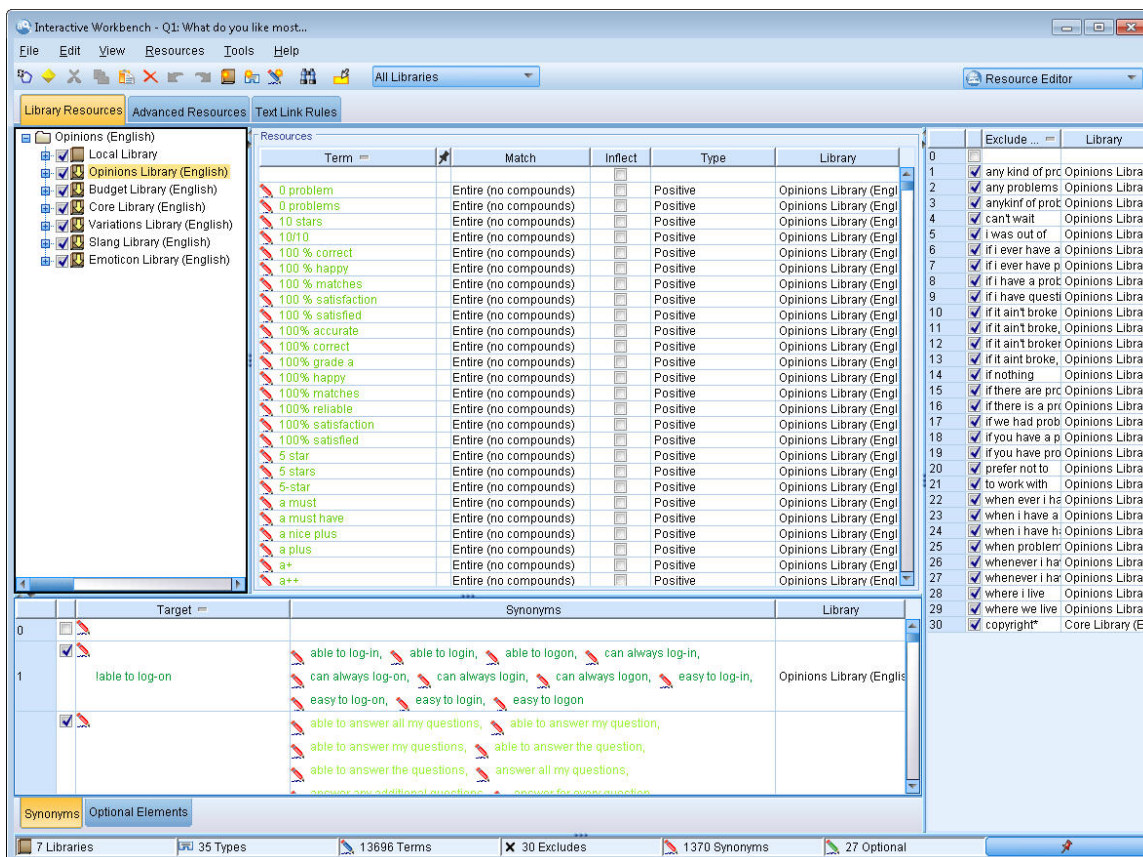 Interactive Workbench - Q1: What do you like most...
File Edit View Resources Tools Help
All Libraries
Resource Editor
Library Resources Advanced Resources Text Link Rules
Opinions (English)
Local Library
Opinions Library (English)
Budget Library (English)
Core Library (English)
Variations Library (English)
Slang Library (English)
Emoticon Library (English)
Resources
Term Match Inflect Type Library
0 problem Entire (no compounds) Positive Opinions Library (Engl
0 problems Entire (no compounds) Positive Opinions Library (Engl
10 stars Entire (no compounds) Positive Opinions Library (Engl
10/10 Entire (no compounds) Positive Opinions Library (Engl
100 % correct Entire (no compounds) Positive Opinions Library (Engl
100 % happy Entire (no compounds) Positive Opinions Library (Engl
100 % matches Entire (no compounds) Positive Opinions Library (Engl
100 % satisfaction Entire (no compounds) Positive Opinions Library (Engl
100 % satisfied Entire (no compounds) Positive Opinions Library (Engl
100% accurate Entire (no compounds) Positive Opinions Library (Engl
100% correct Entire (no compounds) Positive Opinions Library (Engl
100% grade a Entire (no compounds) Positive Opinions Library (Engl
100% happy Entire (no compounds) Positive Opinions Library (Engl
100% matches Entire (no compounds) Positive Opinions Library (Engl
100% reliable Entire (no compounds) Positive Opinions Library (Engl
100% satisfaction Entire (no compounds) Positive Opinions Library (Engl
100% satisfied Entire (no compounds) Positive Opinions Library (Engl
5 star Entire (no compounds) Positive Opinions Library (Engl
5 stars Entire (no compounds) Positive Opinions Library (Engl
5-star Entire (no compounds) Positive Opinions Library (Engl
a must Entire (no compounds) Positive Opinions Library (Engl
a must have Entire (no compounds) Positive Opinions Library (Engl
a nice plus Entire (no compounds) Positive Opinions Library (Engl
a plus Entire (no compounds) Positive Opinions Library (Engl
a+ Entire (no compounds) Positive Opinions Library (Engl
a++ Entire (no compounds) Positive Opinions Library (Engl
Exclude ... Library
0
1 any kind of prc Opinions Libra
2 any problems Opinions Libra
3 anykinf of prob Opinions Libra
4 can't wait Opinions Libra
5 i was out of Opinions Libra
6 if i ever have a Opinions Libra
7 if i ever have p Opinions Libra
8 if i have a prob Opinions Libra
9 if i have questi Opinions Libra
10 if it ain't broke Opinions Libra
11 if it ain't broke, Opinions Libra
12 if it ain't broker Opinions Libra
13 if it aint broke, Opinions Libra
14 if nothing Opinions Libra
15 if there are prc Opinions Libra
16 if there is a prc Opinions Libra
17 if we had prob Opinions Libra
18 if you have a p Opinions Libra
19 if you have pro Opinions Libra
20 prefer not to Opinions Libra
21 to work with Opinions Libra
22 when ever i ha Opinions Libra
23 when i have a Opinions Libra
24 when i have h Opinions Libra
25 when problem Opinions Libra
26 whenever i hav Opinions Libra
27 whenever i hav Opinions Libra
28 where i live Opinions Libra
29 where we live Opinions Libra
30 copyright* Core Library (E
Target Synonyms Library
0
1 !able to log-on Opinions Library (Englis
able to log-in, able to login, able to logon, can always log-in,
can always log-on, can always login, can always logon, easy to log-in,
easy to log-on, easy to login, easy to logon
able to answer all my questions, able to answer my question,
able to answer my questions, able to answer the question,
able to answer the questions, answer all my questions,
answer any additional questions, answer for every question
Synonyms Optional Elements
7 Libraries 35 Types 13696 Terms 30 Excludes 1370 Synonyms 27 Optional